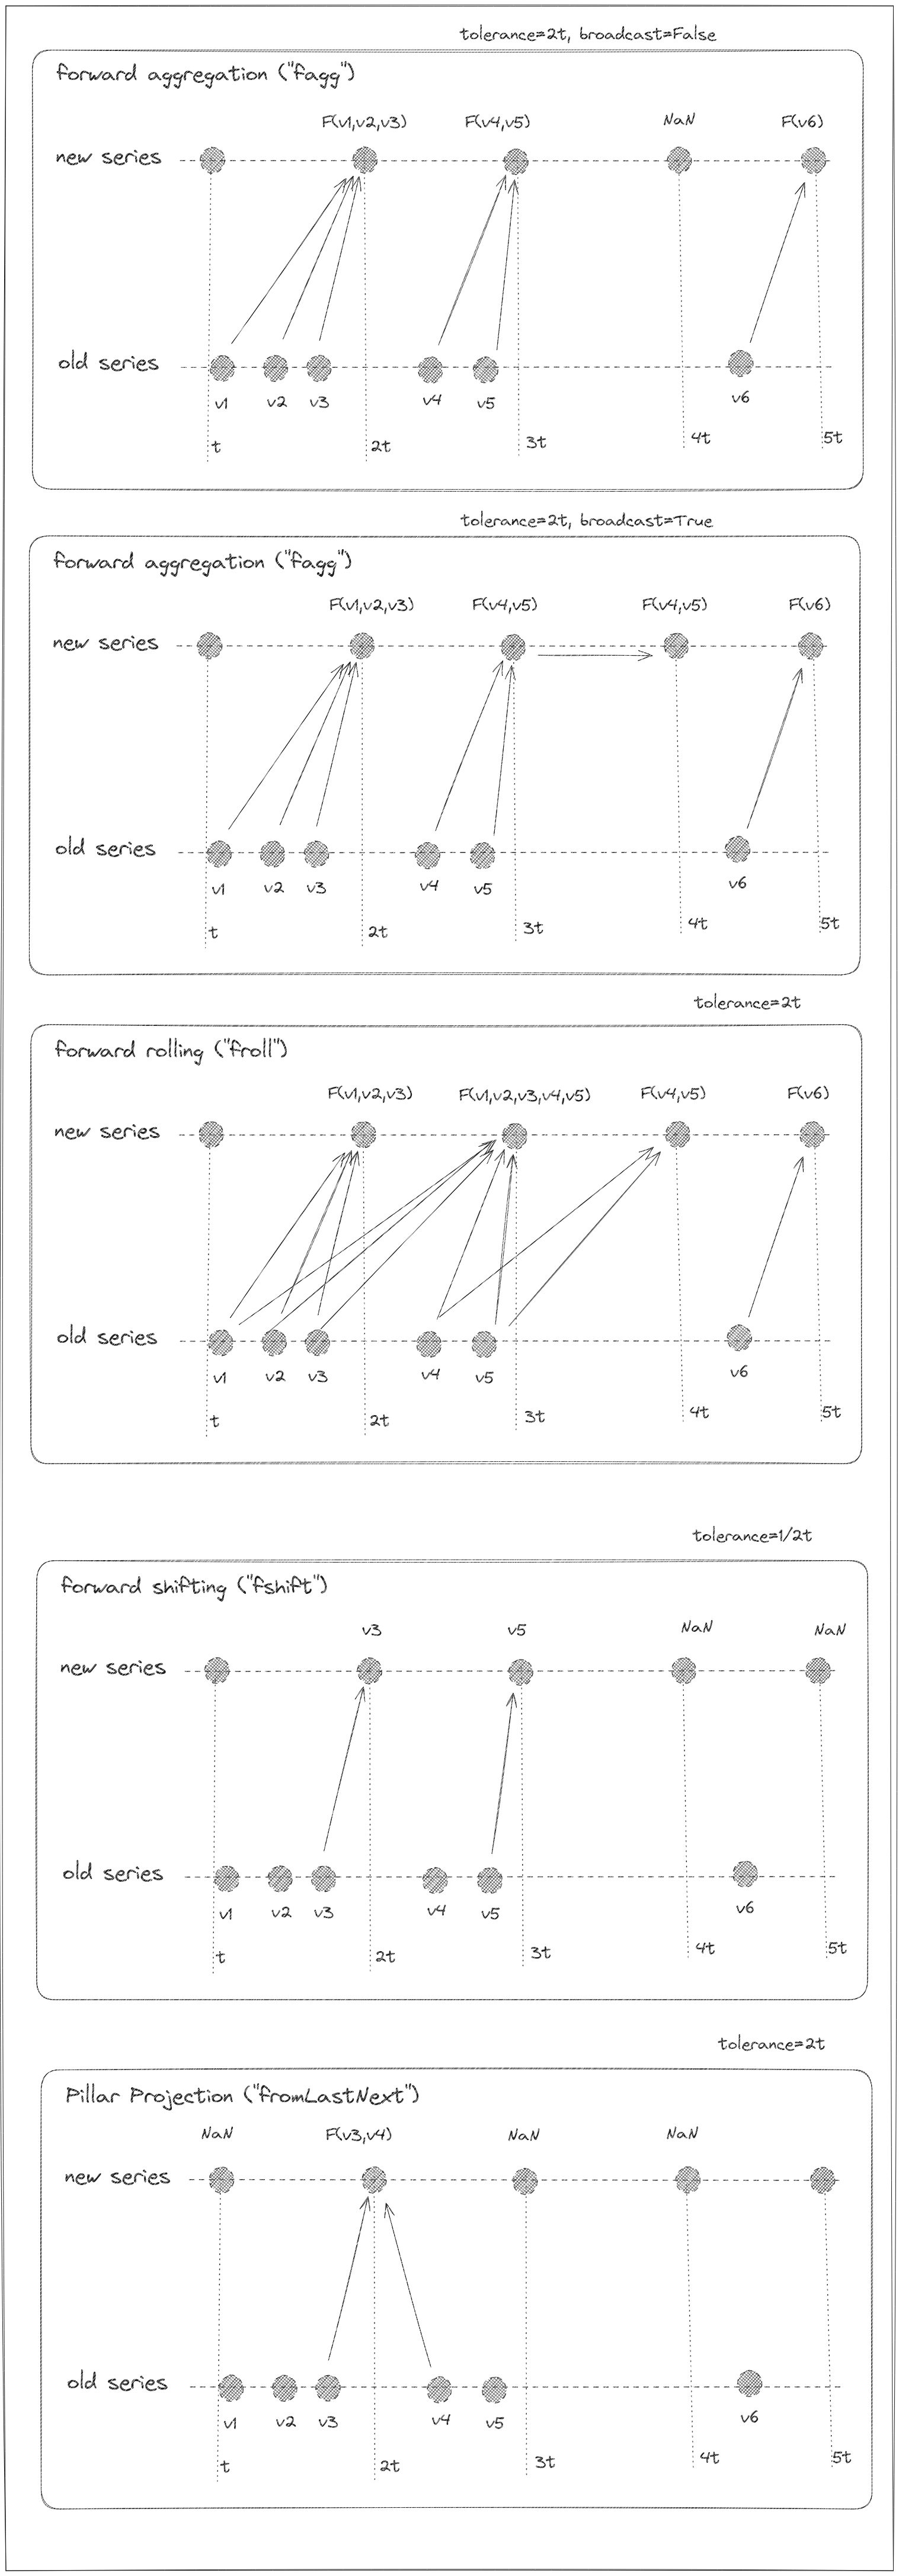 tolerance=2t, broadcast=False
forward aggregation ("fagg")
F(v1,v2,v3) F(v4,v5) NaN F(v6)
new series
old series
v1 v2 v3 v4 v5 v6
t 2t 3t 4t 5t
tolerance=2t, broadcast=True
forward aggregation ("fagg")
F(v1,v2,v3) F(v4,v5) F(v4,v5) F(v6)
new series
old series
v1 v2 v3 v4 v5 v6
t 2t 3t 4t 5t
tolerance=2t
forward rolling ("froll")
F(v1,v2,v3) F(v1,v2,v3,v4,v5) F(v4,v5) F(v6)
new series
old series
v1 v2 v3 v4 v5 v6
t 2t 3t 4t 5t
tolerance=1/2t
forward shifting ("fshift")
v3 v5 NaN NaN
new series
old series
v1 v2 v3 v4 v5 v6
t 2t 3t 4t 5t
tolerance=2t
Pillar Projection ("fromLastNext")
NaN F(v3,v4) NaN NaN
new series
old series
v1 v2 v3 v4 v5 v6
t 2t 3t 4t 5t